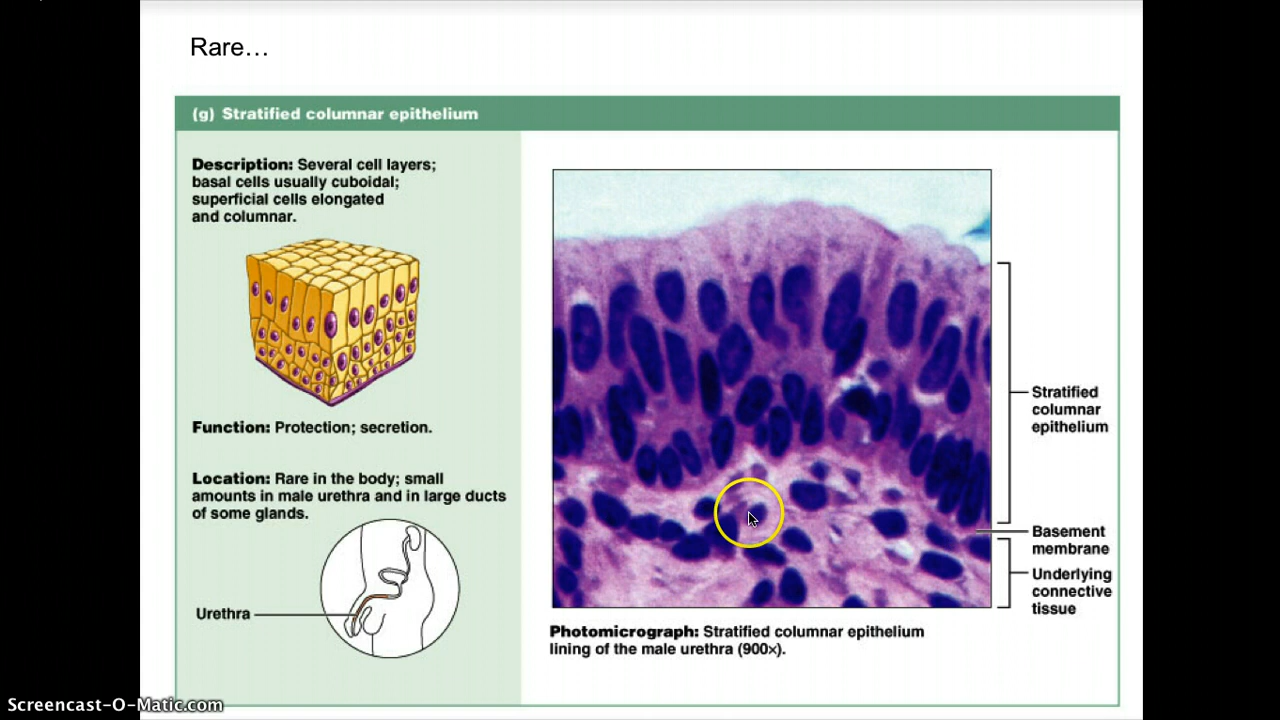 Rare…
(g) Stratified columnar epithelium
Description: Several cell layers;
basal cells usually cuboidal;
superficial cells elongated
and columnar.
Function: Protection; secretion.
Location: Rare in the body; small
amounts in male urethra and in large ducts
of some glands.
Urethra
Stratified
columnar
epithelium
Basement
membrane
Underlying
connective
tissue
Photomicrograph: Stratified columnar epithelium
lining of the male urethra (900×).
Screencast-O-Matic.com